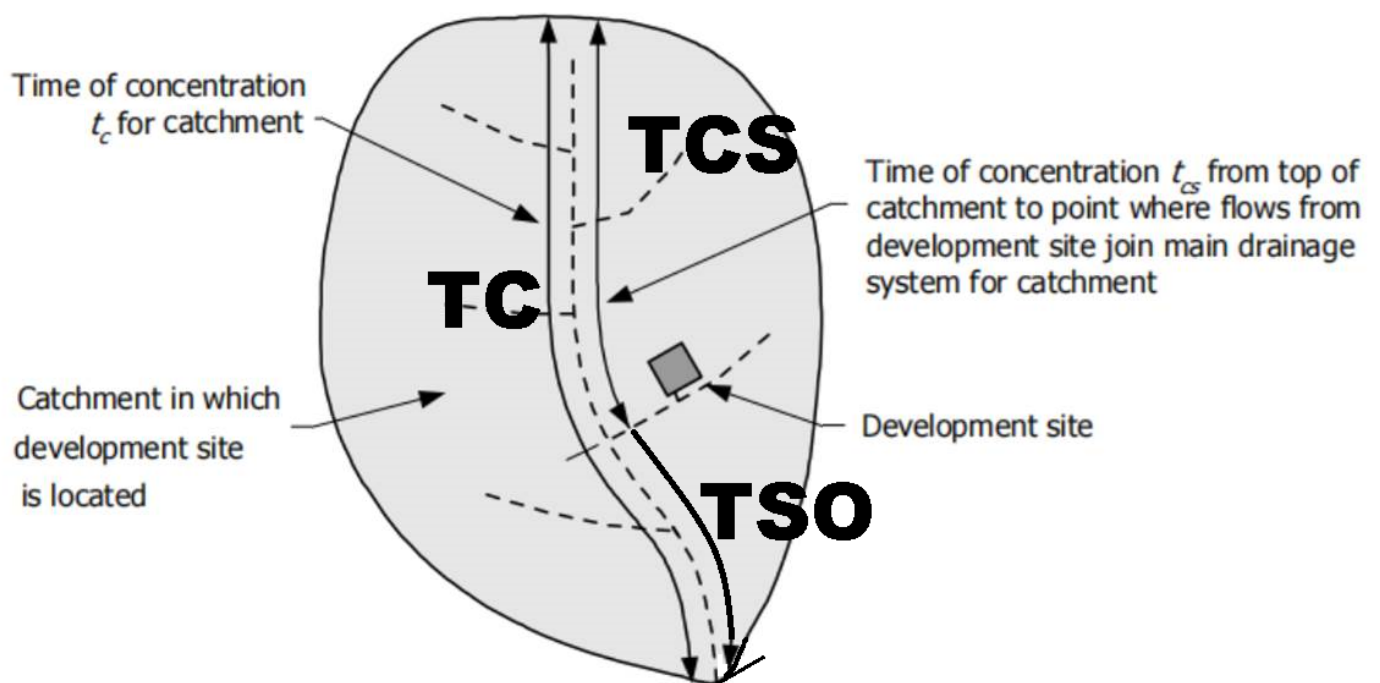 Time of concentration
t_c for catchment
TCS
Time of concentration t_cs from top of
catchment to point where flows from
development site join main drainage
system for catchment
TC
Catchment in which
development site
is located
Development site
TSO